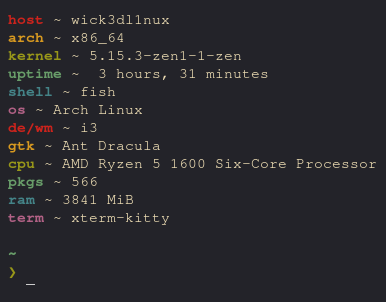 host ~ wick3dl1nux
arch ~ x86_64
kernel ~ 5.15.3-zen1-1-zen
uptime ~  3 hours, 31 minutes
shell ~ fish
os ~ Arch Linux
de/wm ~ i3
gtk ~ Ant Dracula
cpu ~ AMD Ryzen 5 1600 Six-Core Processor
pkgs ~ 566
ram ~ 3841 MiB
term ~ xterm-kitty
~
❯ _